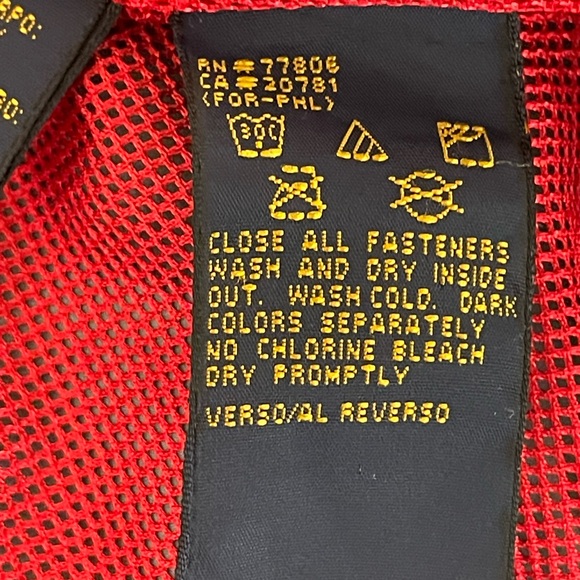 RN # 77806
CA # 20781
(FOR-PHL)
30C
CLOSE ALL FASTENERS
WASH AND DRY INSIDE
OUT. WASH COLD. DARK
COLORS SEPARATELY
NO CHLORINE BLEACH
DRY PROMPTLY
VERSO/AL REVERSO